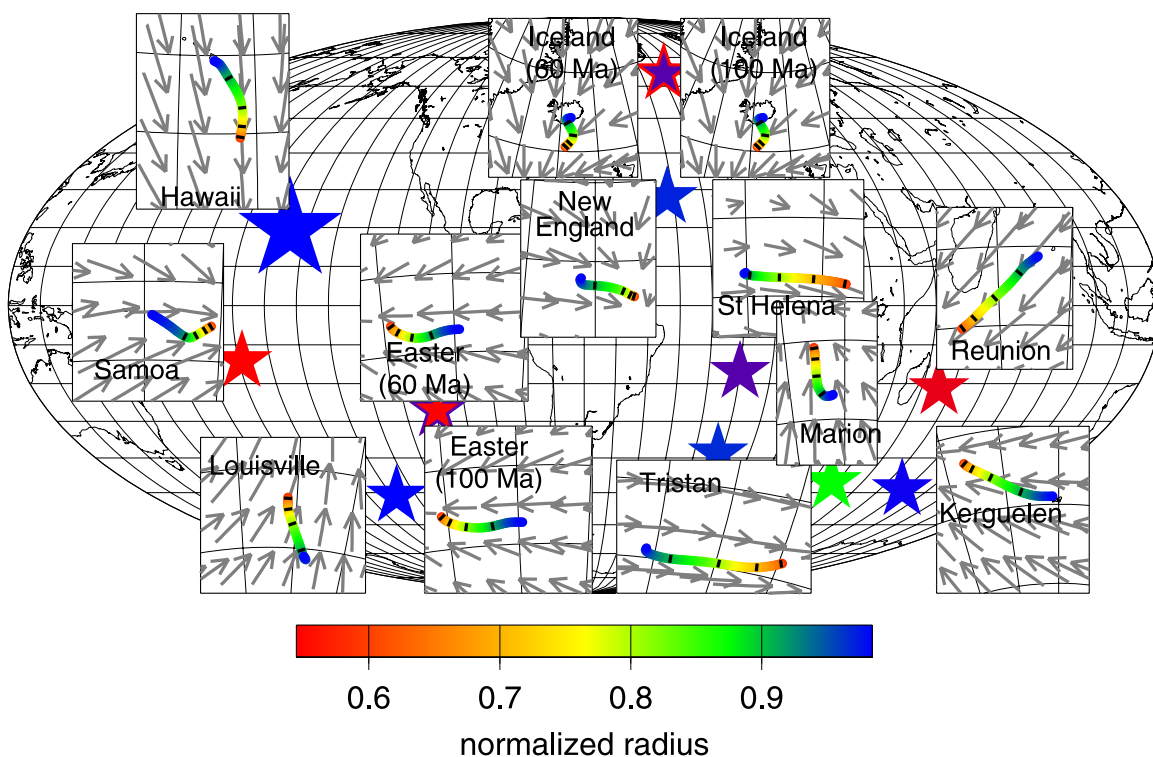 Iceland
(60 Ma)
Iceland
(100 Ma)
Hawaii
New
England
St Helena
Samoa
Easter
(60 Ma)
Reunion
Marion
Louisville
Easter
(100 Ma)
Tristan
Kerguelen
0.6 0.7 0.8 0.9
normalized radius